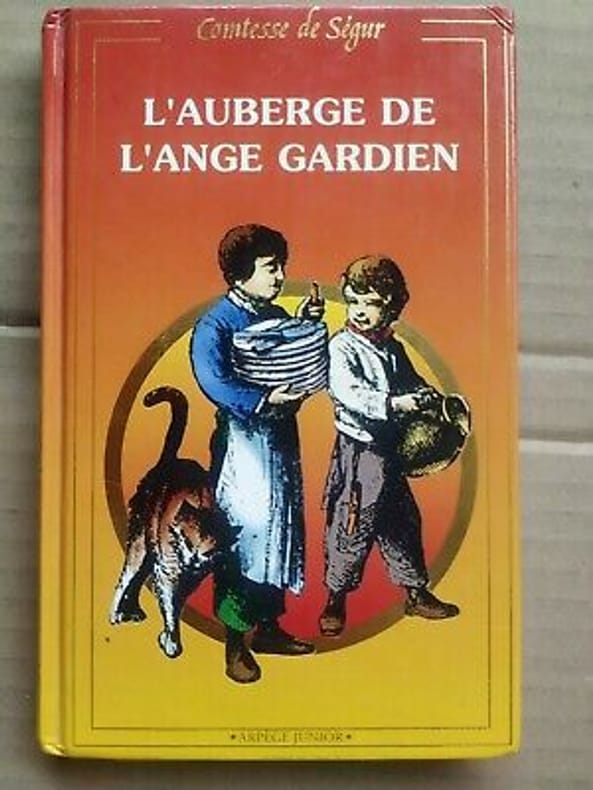 Comtesse de Ségur
L'AUBERGE DE
L'ANGE GARDIEN
•ARPÈGE JUNIOR•